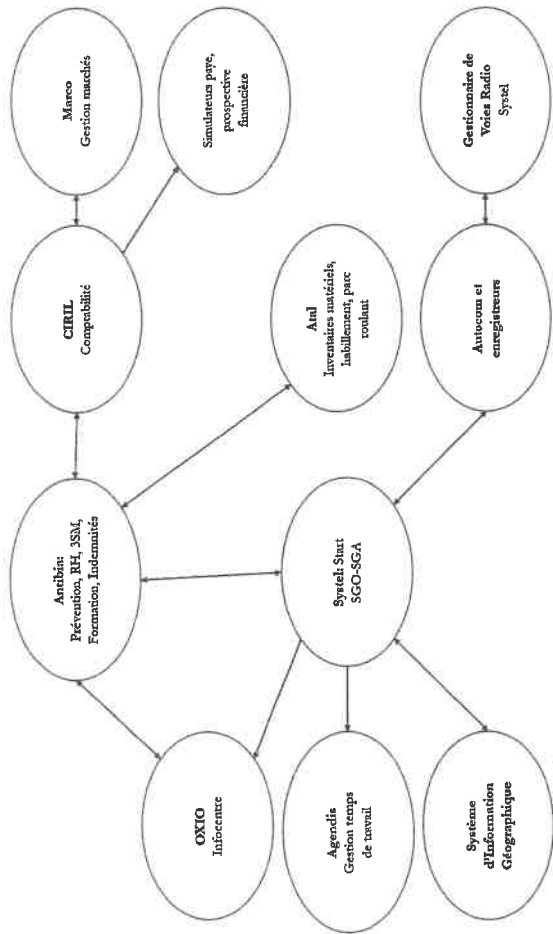 Marco
Gestion marchés
Simulateurs paye,
prospective
financière
Gestionnaire de
Voies Radio
Systel
CIRIL
Comptabilité
Atal
Inventaires matériels,
habillement, parc
roulant
Autocom et
enregistreurs
Antibia:
Prévention, RH, 3SM,
Formation, Indemnités
Systel: Start
SGO-SGA
OXIO
Infocentre
Agendis
Gestion temps
de travail
Système
d'Information
Géographique